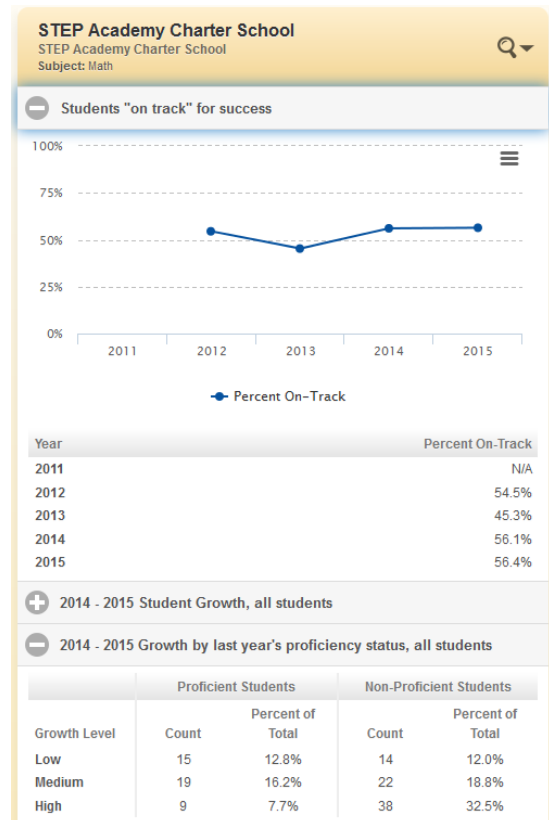 STEP Academy Charter School
STEP Academy Charter School
Subject: Math
Students "on track" for success
100%
75%
50%
25%
0%
2011 2012 2013 2014 2015
Percent On-Track
Year Percent On-Track
2011 N/A
2012 54.5%
2013 45.3%
2014 56.1%
2015 56.4%
2014 - 2015 Student Growth, all students
2014 - 2015 Growth by last year's proficiency status, all students
Proficient Students Non-Proficient Students
Growth Level Count Percent of Total Count Percent of Total
Low 15 12.8% 14 12.0%
Medium 19 16.2% 22 18.8%
High 9 7.7% 38 32.5%